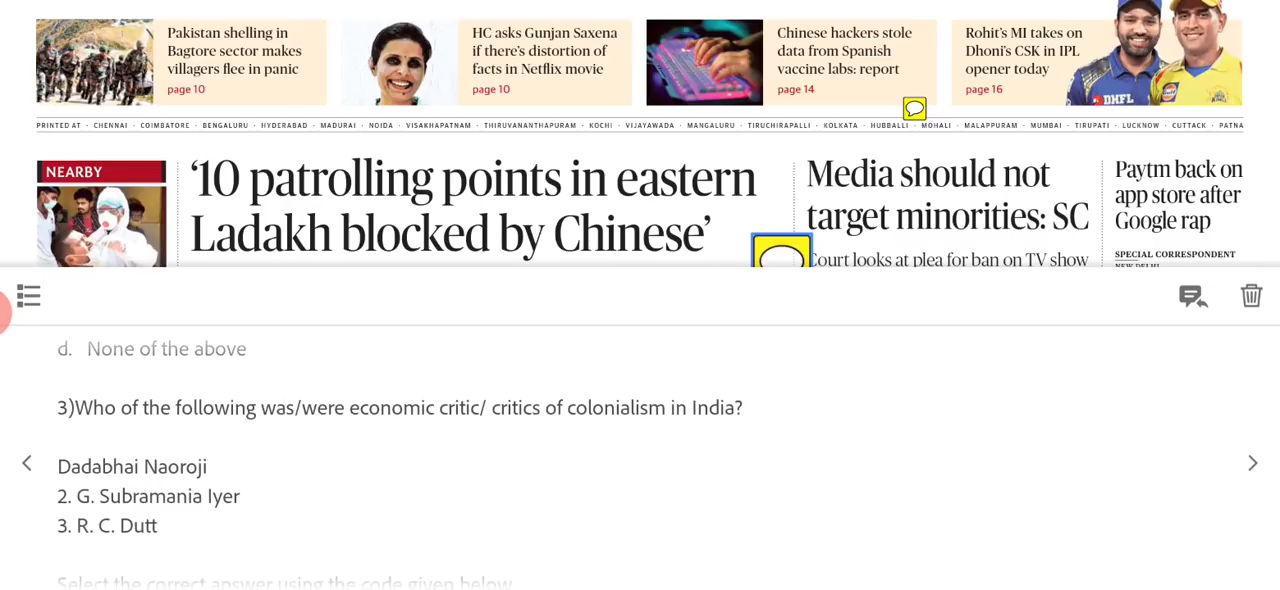 Pakistan shelling in
Bagtore sector makes
villagers flee in panic
page 10
HC asks Gunjan Saxena
if there's distortion of
facts in Netflix movie
page 10
Chinese hackers stole
data from Spanish
vaccine labs: report
page 14
Rohit's MI takes on
Dhoni's CSK in IPL
opener today
page 16
DHFL
Gulf
PRINTED AT · CHENNAI · COIMBATORE · BENGALURU · HYDERABAD · MADURAI · NOIDA · VISAKHAPATNAM · THIRUVANANTHAPURAM · KOCHI · VIJAYAWADA · MANGALURU · TIRUCHIRAPALLI · KOLKATA · HUBBALLI · MOHALI · MALAPPURAM · MUMBAI · TIRUPATI · LUCKNOW · CUTTACK · PATNA
NEARBY
'10 patrolling points in eastern
Ladakh blocked by Chinese'
Media should not
target minorities: SC
Court looks at plea for ban on TV show
Paytm back on
app store after
Google rap
SPECIAL CORRESPONDENT
NEW DELHI
d. None of the above
3)Who of the following was/were economic critic/ critics of colonialism in India?
Dadabhai Naoroji
2. G. Subramania Iyer
3. R. C. Dutt
Select the correct answer using the code given below